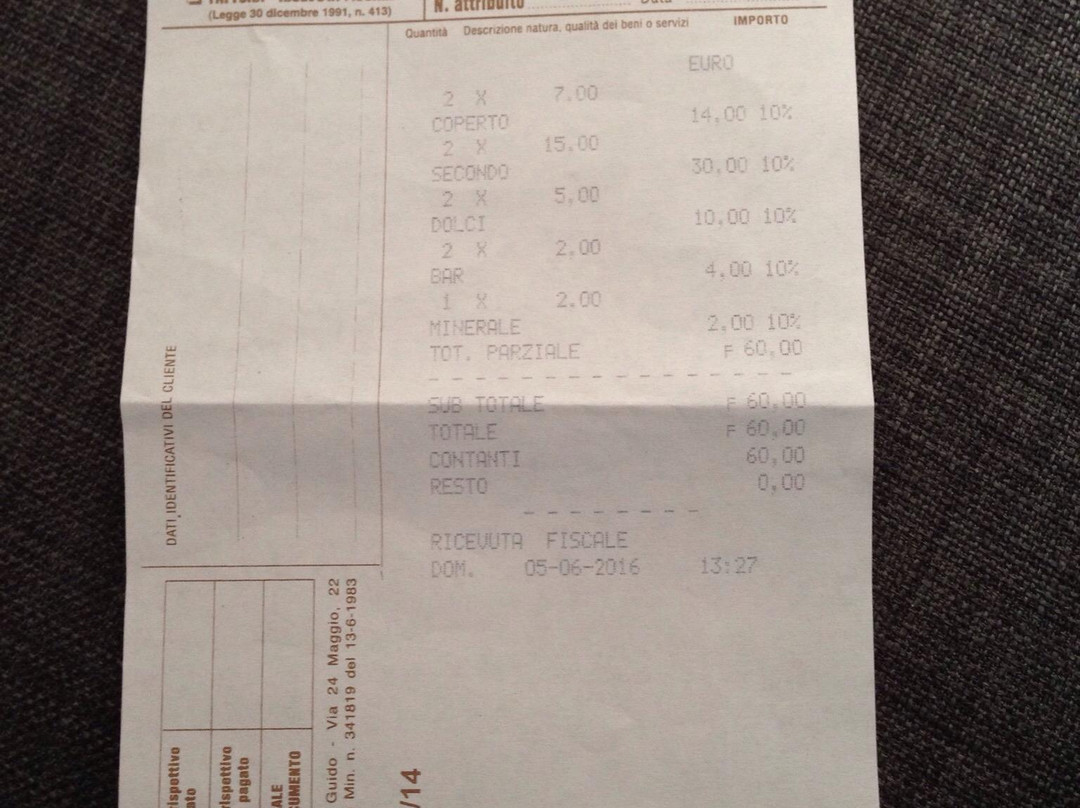 (Legge 30 dicembre 1991, n. 413)
N. attribuito
Quantità Descrizione natura, qualità dei beni o servizi IMPORTO
EURO
2 X 7,00
COPERTO 14,00 10%
2 X 15,00
SECONDO 30,00 10%
2 X 5,00
DOLCI 10,00 10%
2 X 2,00
BAR 4,00 10%
1 X 2,00
MINERALE 2,00 10%
TOT. PARZIALE F 60,00
SUB TOTALE F 60,00
TOTALE F 60,00
CONTANTI 60,00
RESTO 0,00
RICEVUTA FISCALE
DOM. 05-06-2016 13:27
DATI IDENTIFICATIVI DEL CLIENTE
Guido - Via 24 Maggio, 22
Min. n. 341819 del 13-6-1983
/14
rispettivo
rispettivo
pagato